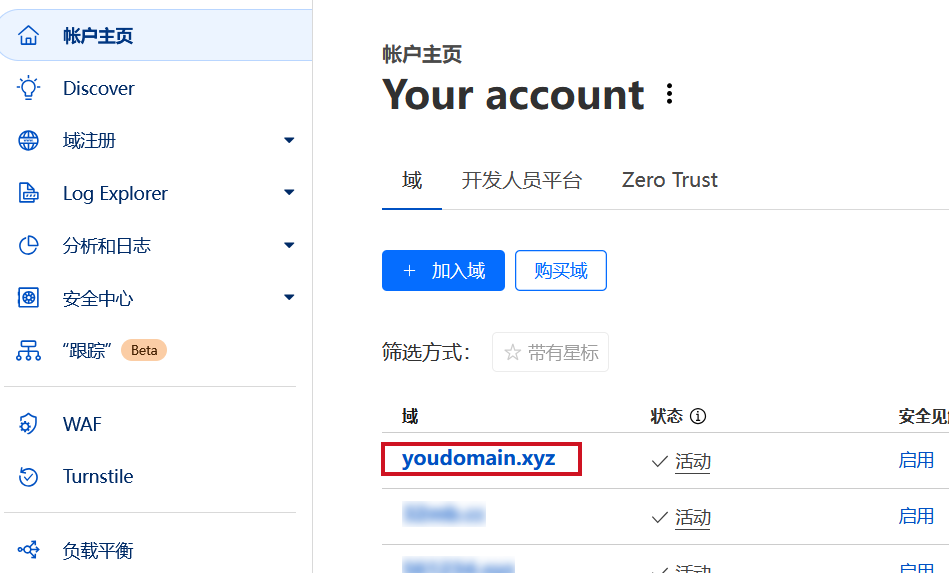 帐户主页
Discover
域注册
Log Explorer
分析和日志
安全中心
“跟踪” Beta
WAF
Turnstile
负载平衡
帐户主页
Your account
域 开发人员平台 Zero Trust
+ 加入域 购买域
筛选方式： 带有星标
域 状态 安全见
youdomain.xyz 活动 启用
活动 启用
活动 启用